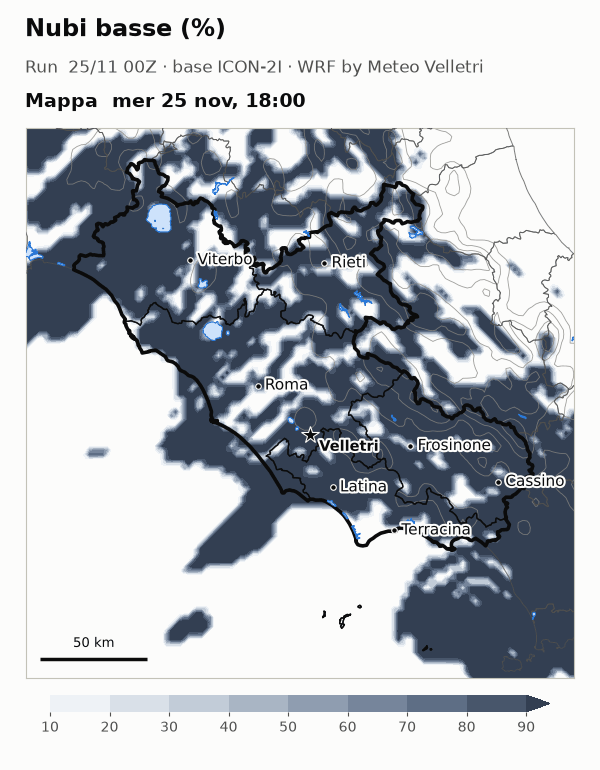 Nubi basse (%)
Run  25/11 00Z · base ICON-2I · WRF by Meteo Velletri
Mappa  mer 25 nov, 18:00
Viterbo
Rieti
Roma
Velletri
Frosinone
Cassino
Latina
Terracina
50 km
10 20 30 40 50 60 70 80 90